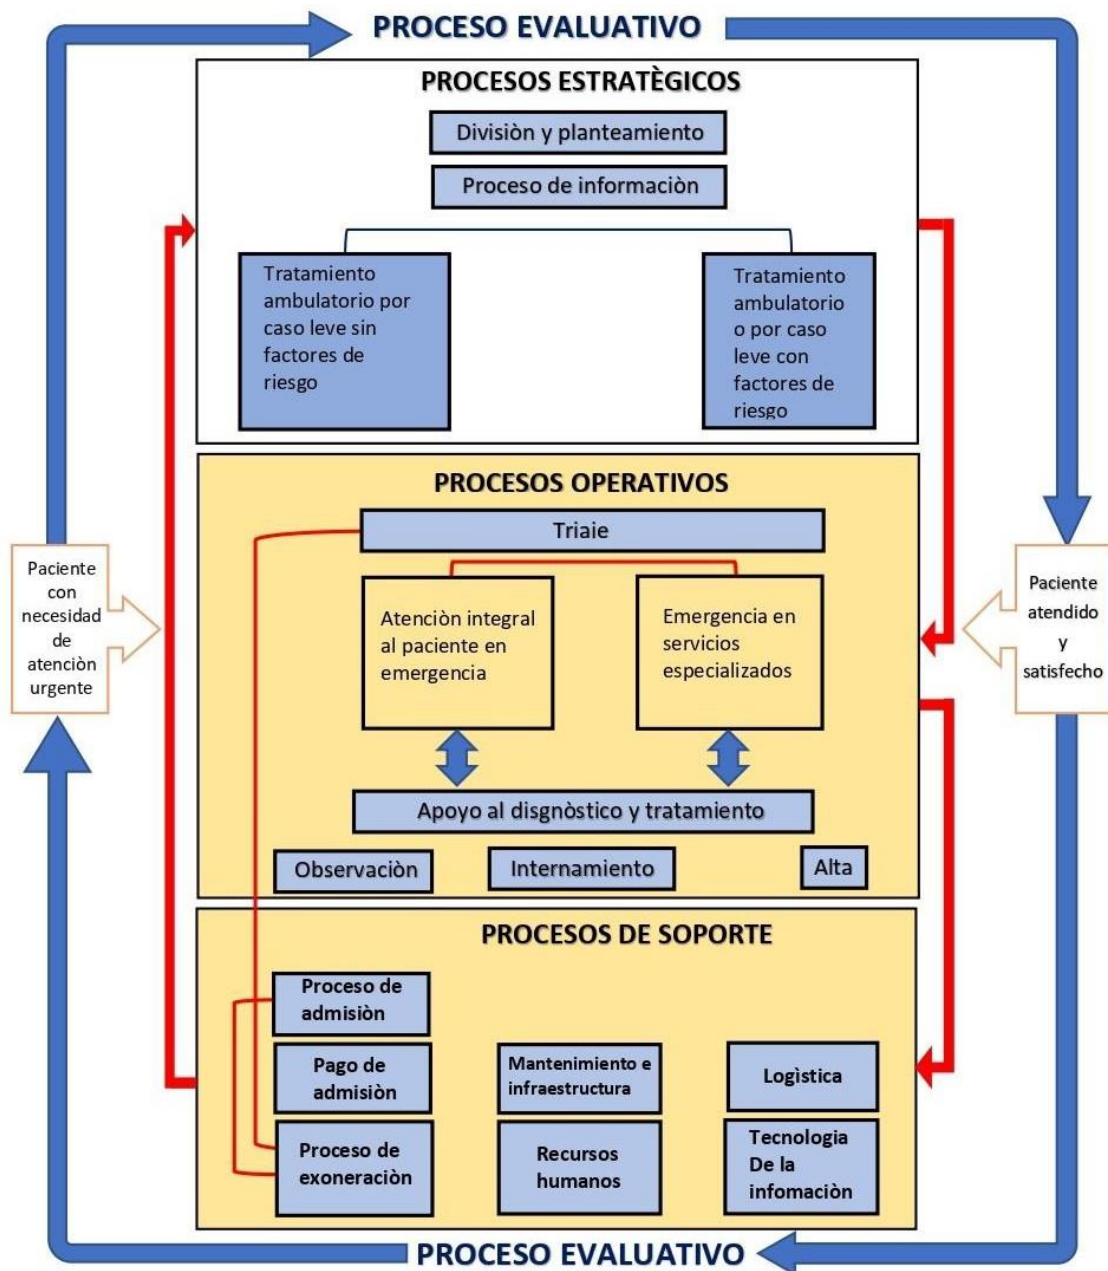 PROCESO EVALUATIVO
PROCESOS ESTRATÈGICOS
Divisiòn y planteamiento
Proceso de informaciòn
Tratamiento
ambulatorio por
caso leve sin
factores de
riesgo
Tratamiento
ambulatorio
o por caso
leve con
factores de
riesgo
PROCESOS OPERATIVOS
Triaie
Paciente
con
necesidad
de
atenciòn
urgente
Atenciòn integral
al paciente en
emergencia
Emergencia en
servicios
especializados
Paciente
atendido
y
satisfecho
Apoyo al disgnòstico y tratamiento
Observaciòn
Internamiento
Alta
PROCESOS DE SOPORTE
Proceso de
admisiòn
Pago de
admisiòn
Mantenimiento e
infraestructura
Logìstica
Proceso de
exoneraciòn
Recursos
humanos
Tecnologia
De la
infomaciòn
PROCESO EVALUATIVO